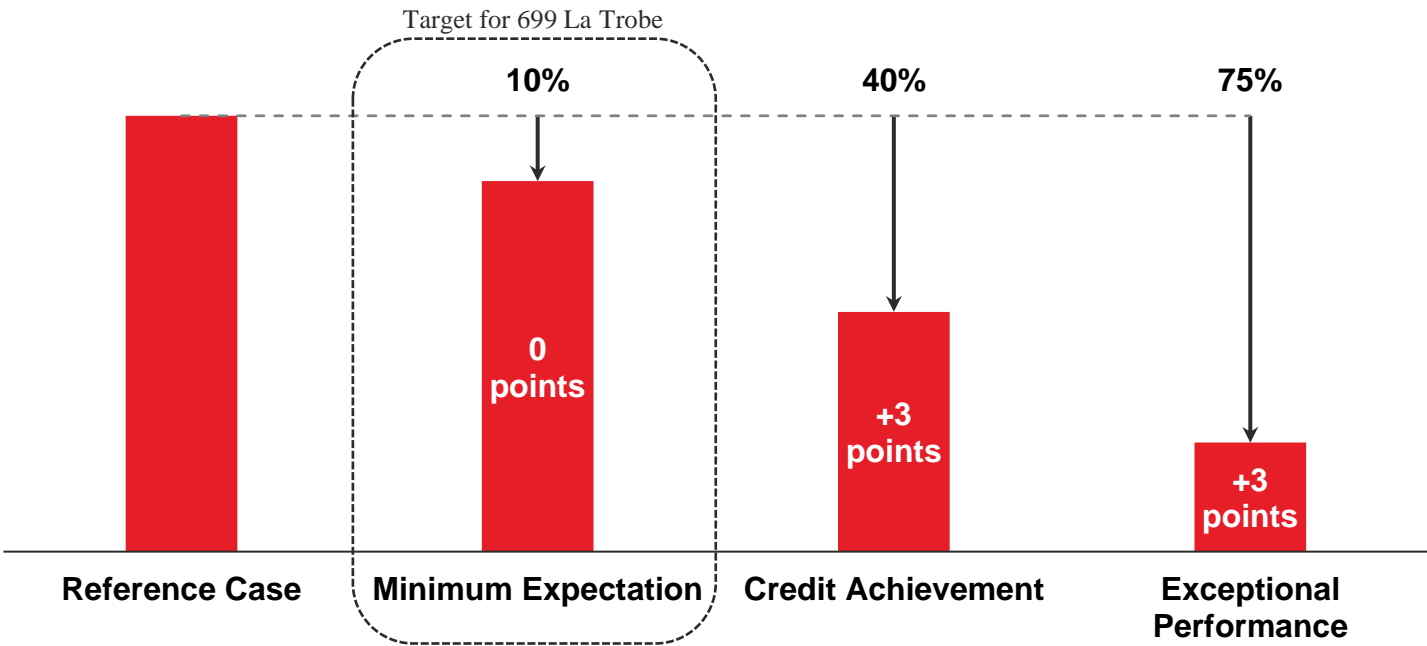 Target for 699 La Trobe
10%
40%
75%
0
points
+3
points
+3
points
Reference Case
Minimum Expectation
Credit Achievement
Exceptional
Performance